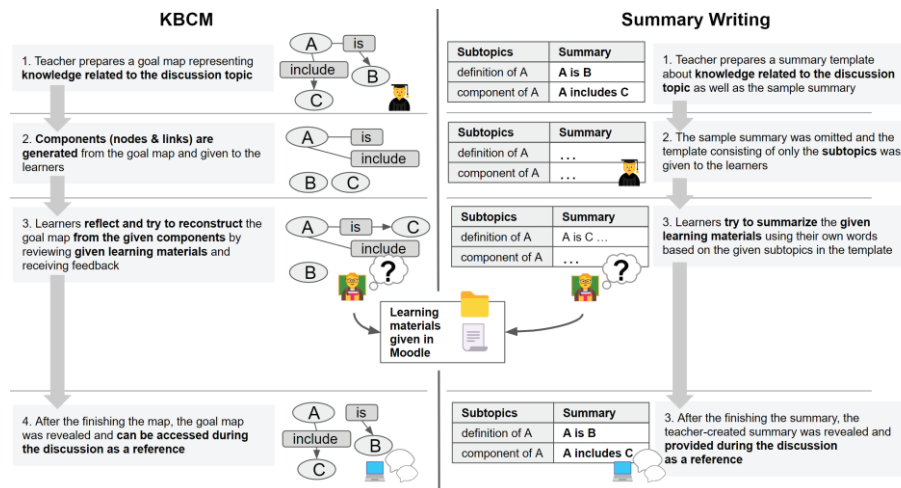 KBCM
1. Teacher prepares a goal map representing
knowledge related to the discussion topic
A
is
include
B
C
2. Components (nodes & links) are
generated from the goal map and given to the
learners
A
is
include
B
C
3. Learners reflect and try to reconstruct the
goal map from the given components by
reviewing given learning materials and
receiving feedback
A
is
C
include
B
?
4. After the finishing the map, the goal map
was revealed and can be accessed during
the discussion as a reference
A
is
include
B
C
Learning
materials
given in
Moodle
Summary Writing
Subtopics Summary
definition of A A is B
component of A A includes C
1. Teacher prepares a summary template
about knowledge related to the discussion
topic as well as the sample summary
Subtopics Summary
definition of A ...
component of A ...
2. The sample summary was omitted and the
template consisting of only the subtopics was
given to the learners
Subtopics Summary
definition of A A is C ...
component of A ...
?
3. Learners try to summarize the given
learning materials using their own words
based on the given subtopics in the template
Subtopics Summary
definition of A A is B
component of A A includes C
3. After the finishing the summary, the
teacher-created summary was revealed and
provided during the discussion
as a reference